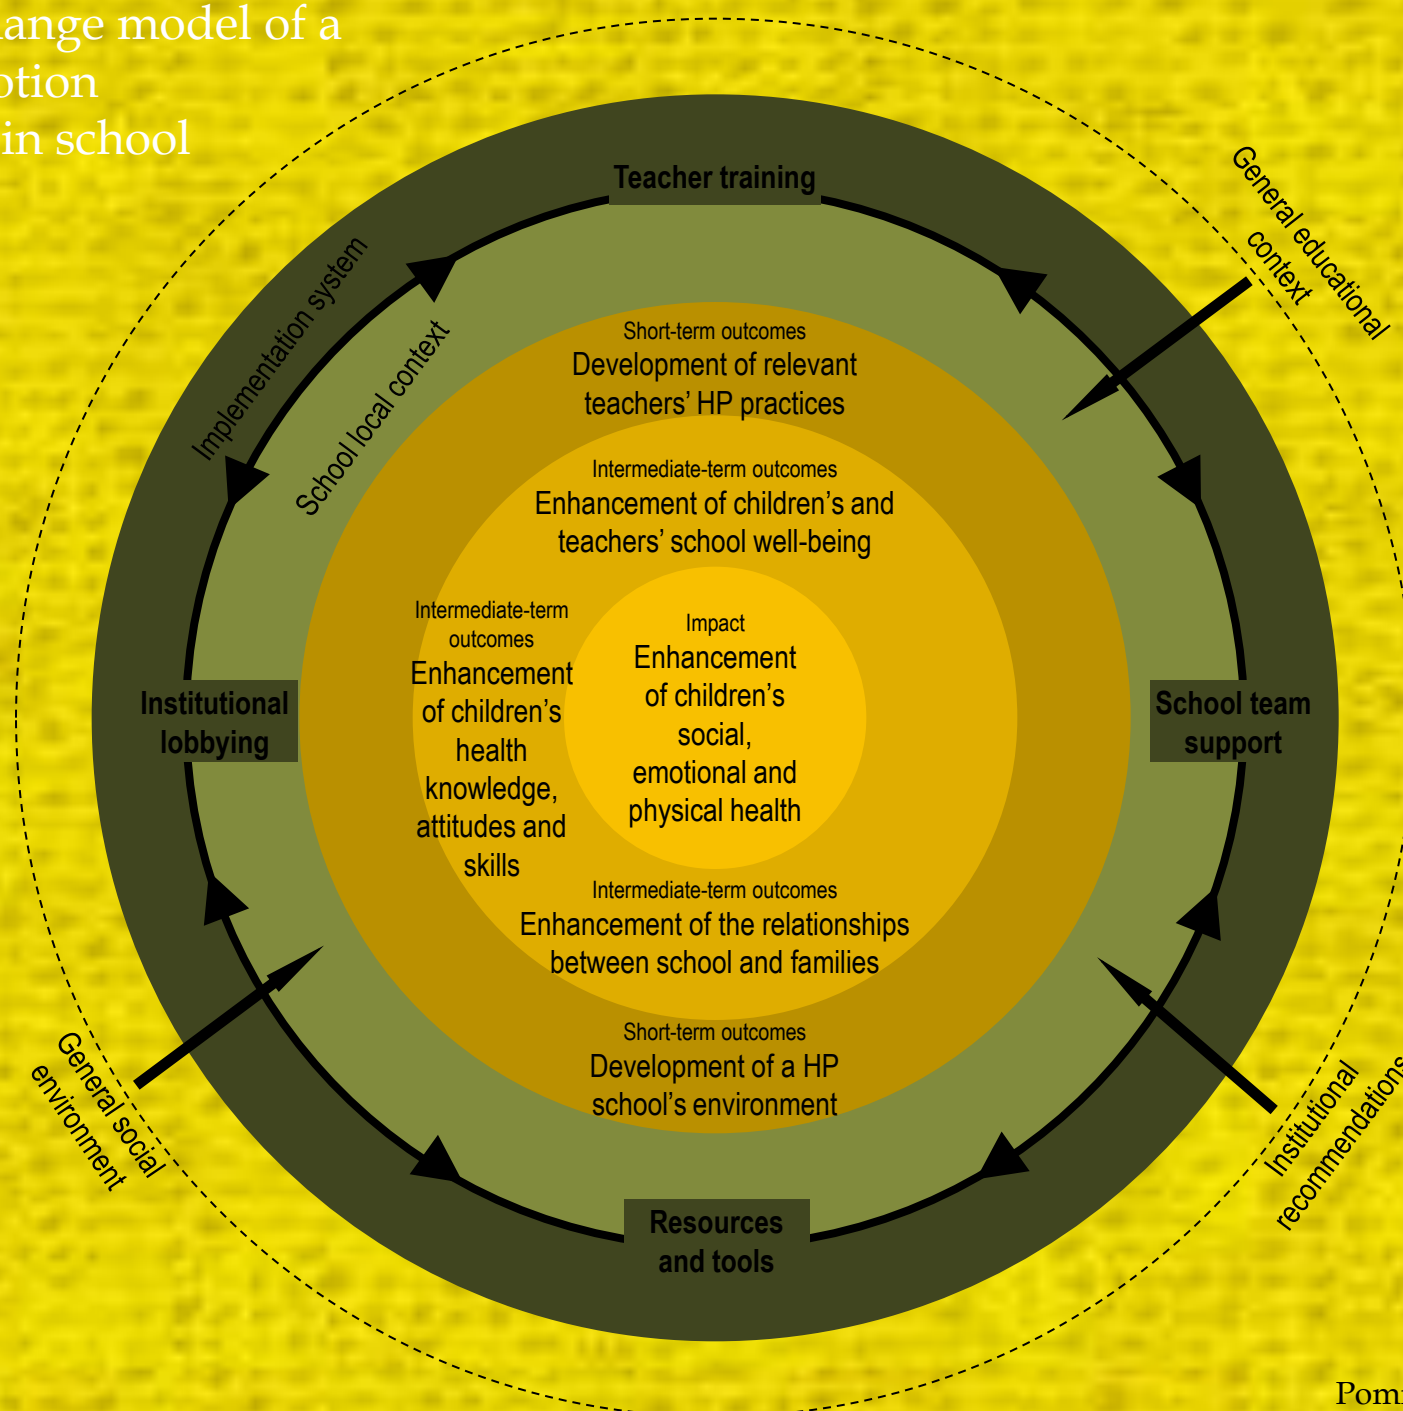 ange model of a
otion
in school
Teacher training
General educational
context
Implementation system
School local context
Short-term outcomes
Development of relevant
teachers’ HP practices
Intermediate-term outcomes
Enhancement of children’s and
teachers’ school well-being
Intermediate-term
outcomes
Enhancement
of children’s
health
knowledge,
attitudes and
skills
Impact
Enhancement
of children’s
social,
emotional and
physical health
Institutional
lobbying
School team
support
Intermediate-term outcomes
Enhancement of the relationships
between school and families
Short-term outcomes
Development of a HP
school’s environment
General social
environment
Institutional
recommendations
Resources
and tools